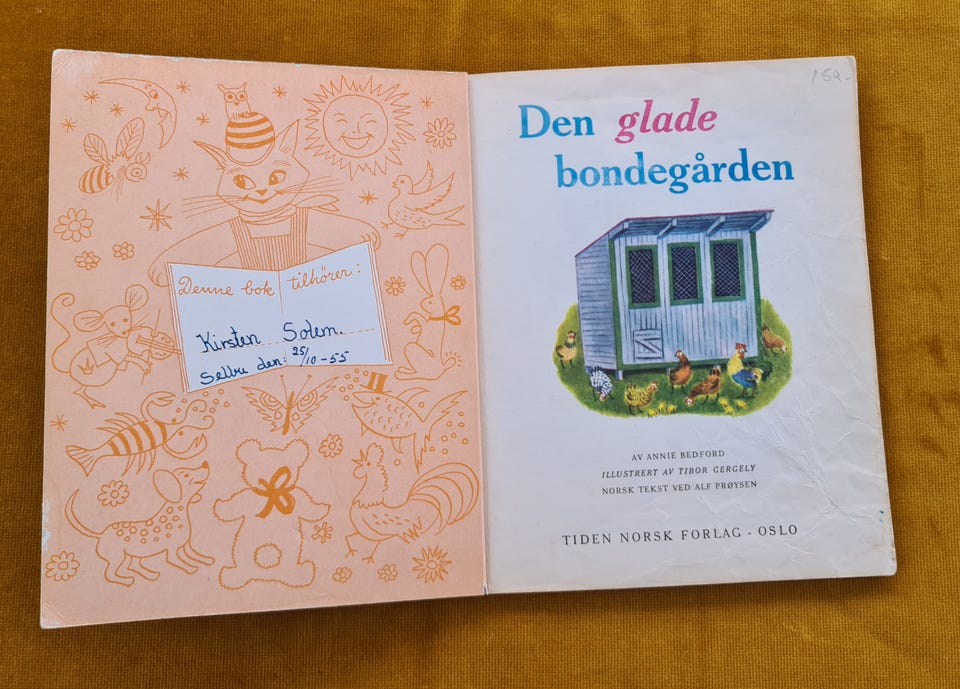 Denne bok tilhører:
Kirsten Solem.
Selbu den: 25/10-55
150.-
Den glade
bondegården
AV ANNIE BEDFORD
ILLUSTRERT AV TIBOR GERGELY
NORSK TEKST VED ALF PRØYSEN
TIDEN NORSK FORLAG - OSLO